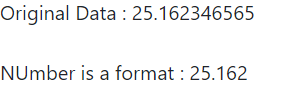 Original Data : 25.162346565
NUmber is a format : 25.162